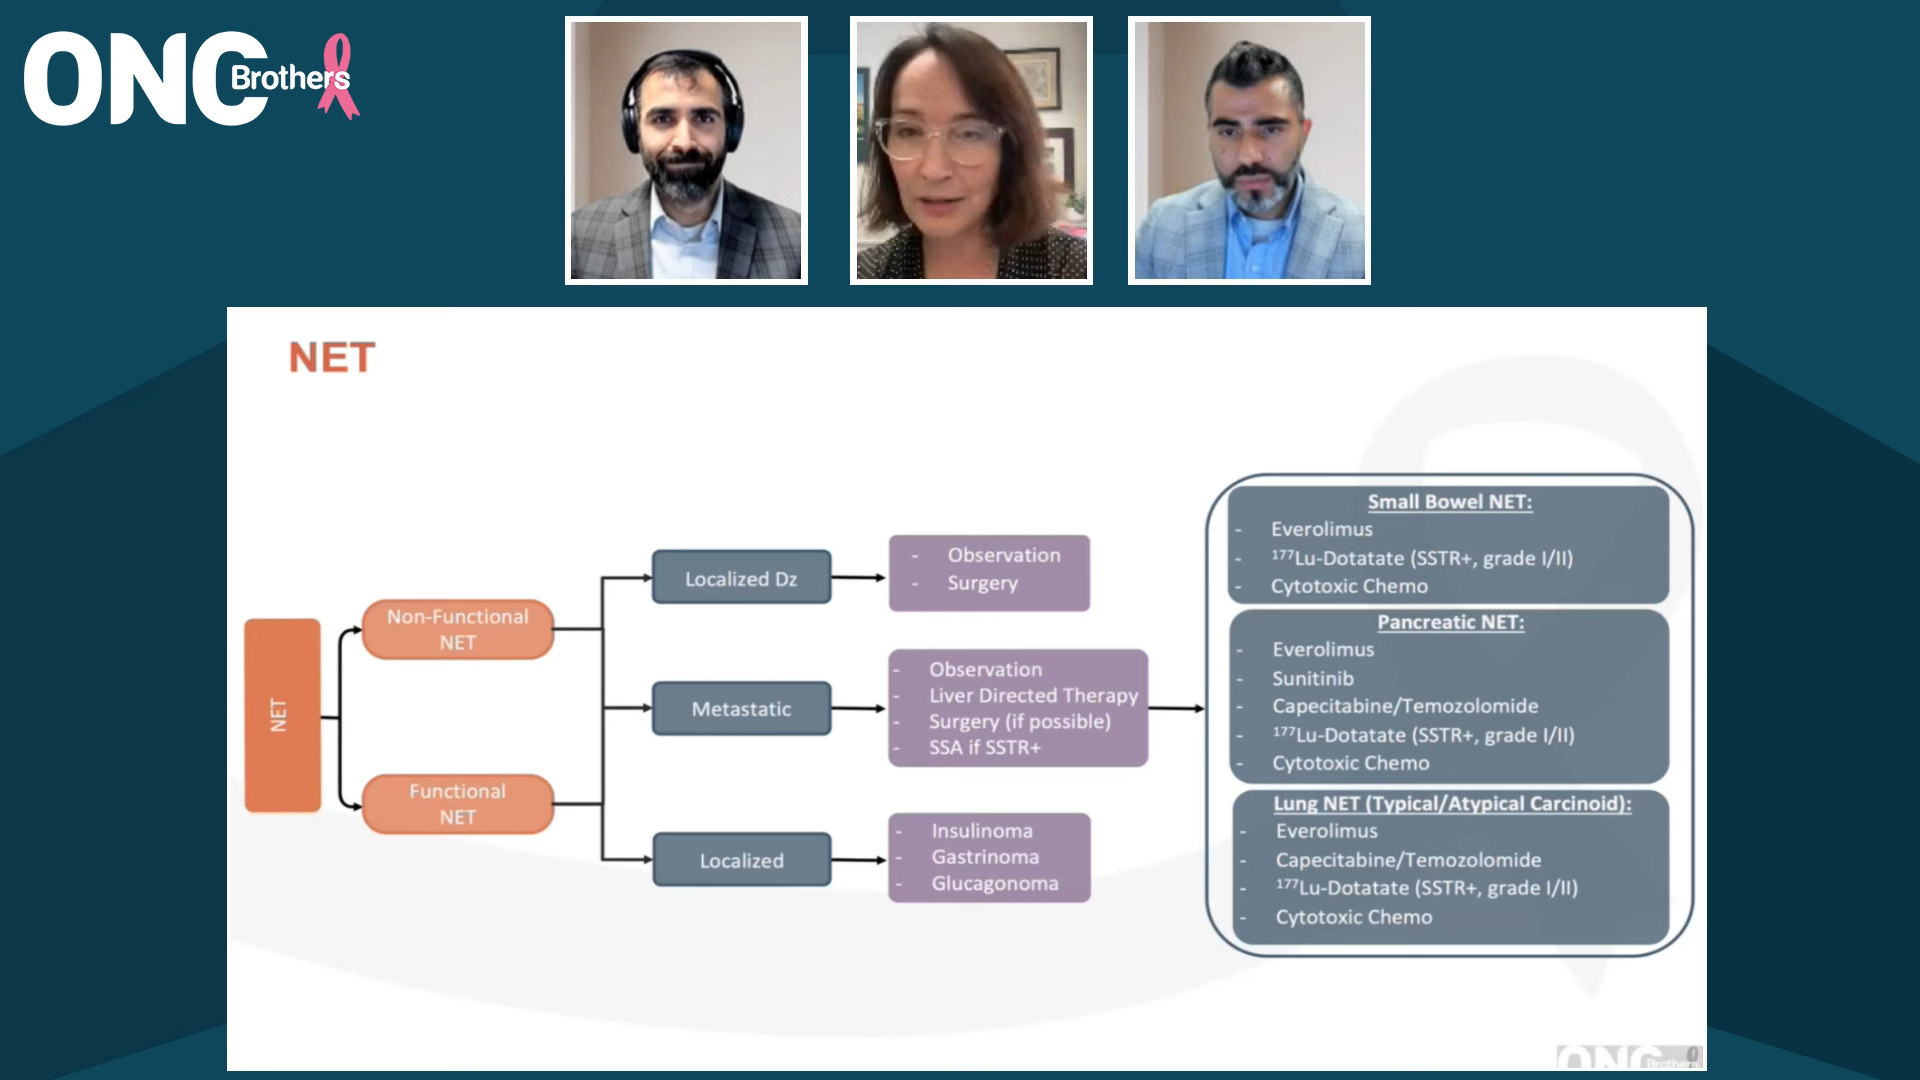 ONC
Brothers
NET
NET
Non-Functional
NET
Functional
NET
Localized Dz
Metastatic
Localized
- Observation
- Surgery
- Observation
- Liver Directed Therapy
- Surgery (if possible)
- SSA if SSTR+
- Insulinoma
- Gastrinoma
- Glucagonoma
Small Bowel NET:
- Everolimus
- ¹⁷⁷Lu-Dotatate (SSTR+, grade I/II)
- Cytotoxic Chemo
Pancreatic NET:
- Everolimus
- Sunitinib
- Capecitabine/Temozolomide
- ¹⁷⁷Lu-Dotatate (SSTR+, grade I/II)
- Cytotoxic Chemo
Lung NET (Typical/Atypical Carcinoid):
- Everolimus
- Capecitabine/Temozolomide
- ¹⁷⁷Lu-Dotatate (SSTR+, grade I/II)
- Cytotoxic Chemo
ONC
Brothers